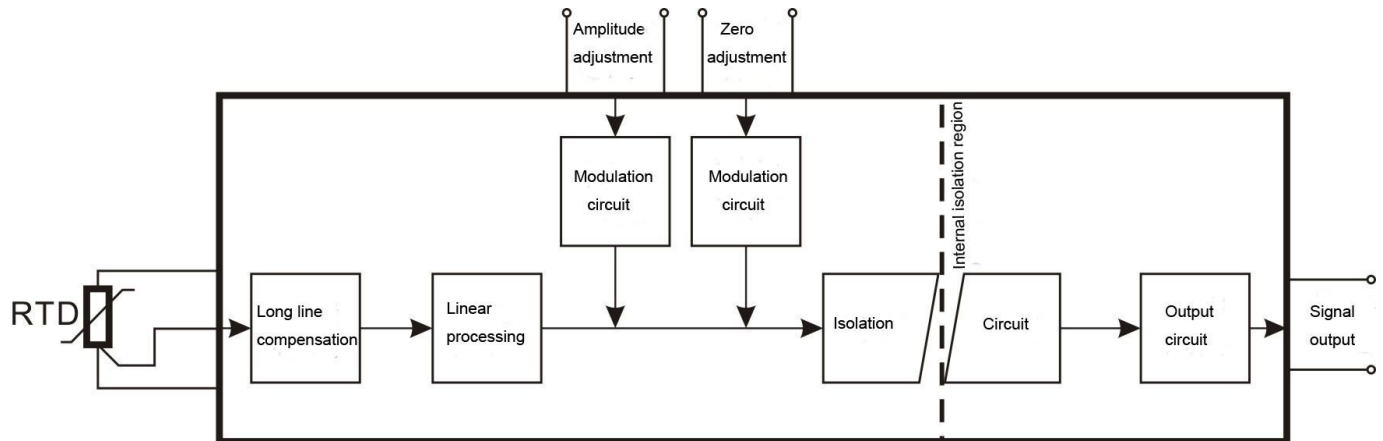 Amplitude
adjustment
Zero
adjustment
Internal isolation region
Modulation
circuit
Modulation
circuit
RTD
Long line
compensation
Linear
processing
Isolation
Circuit
Output
circuit
Signal
output